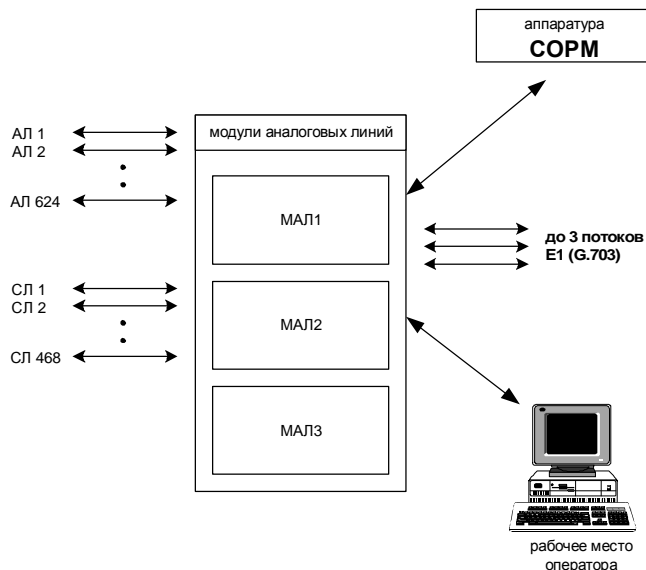 аппаратура
СОРМ
модули аналоговых линий
АЛ 1
АЛ 2
АЛ 624
МАЛ1
до 3 потоков
Е1 (G.703)
СЛ 1
СЛ 2
СЛ 468
МАЛ2
МАЛ3
рабочее место
оператора